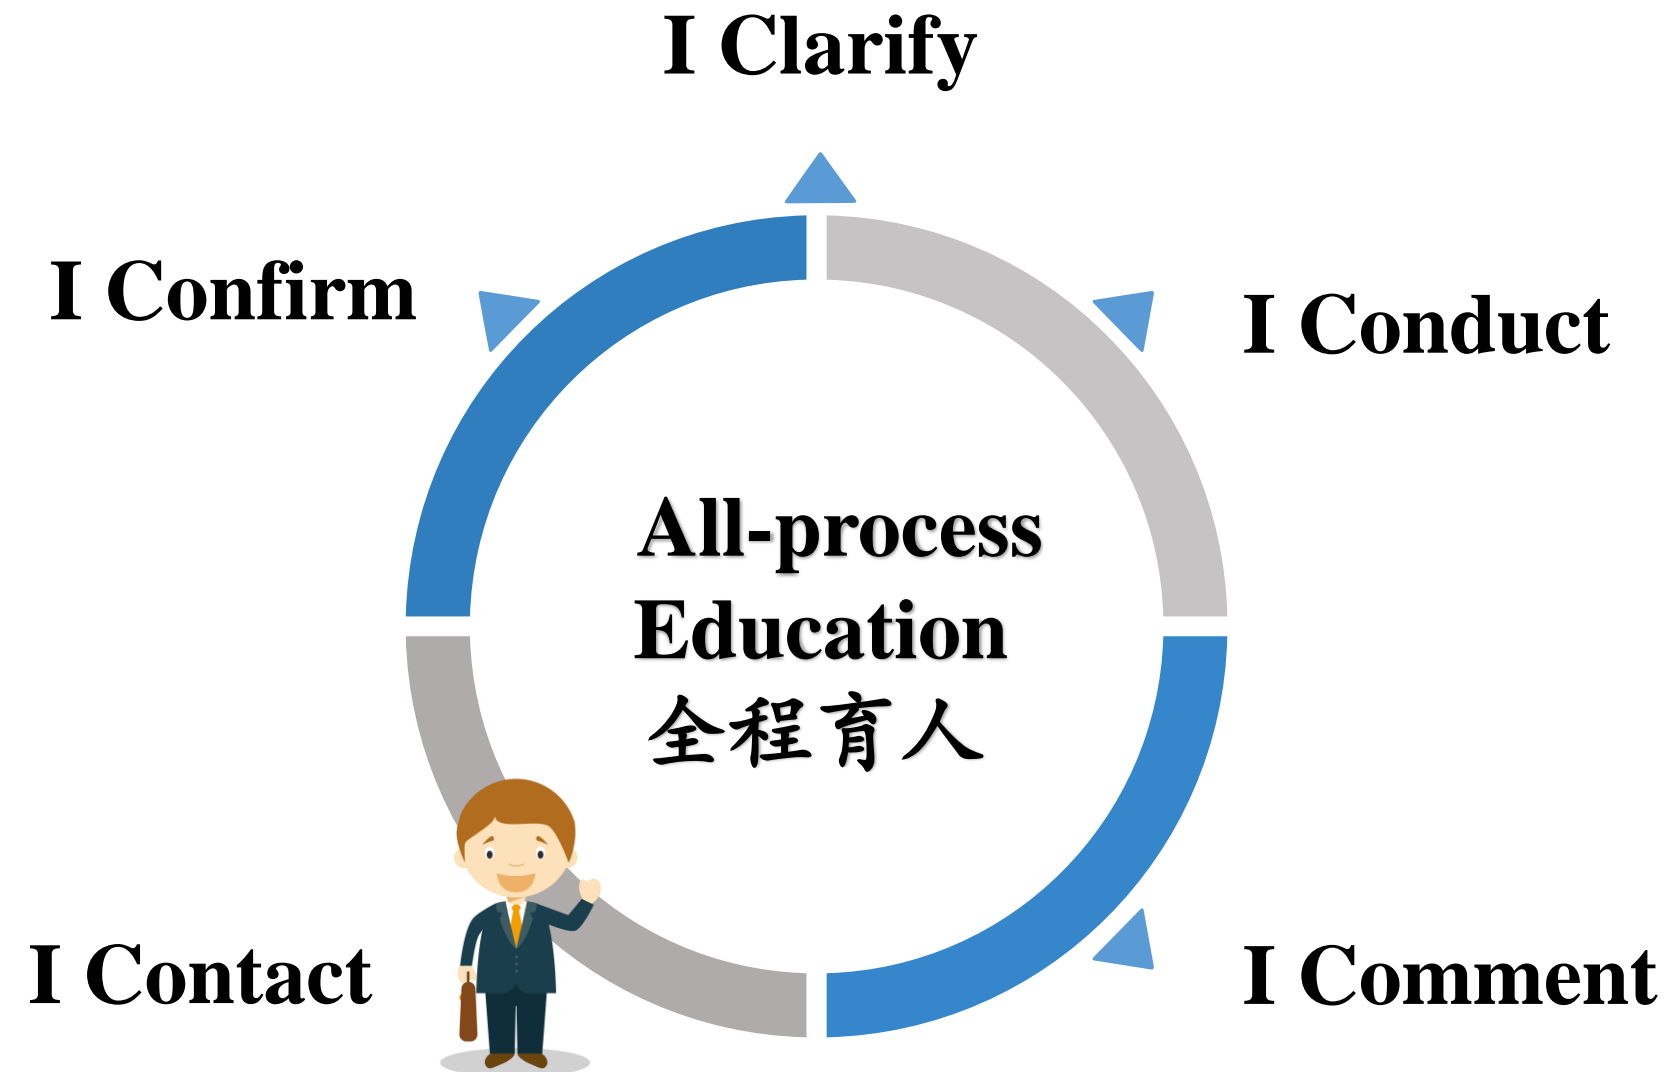 I Clarify
I Confirm
I Conduct
All-process
Education
全程育人
I Contact
I Comment